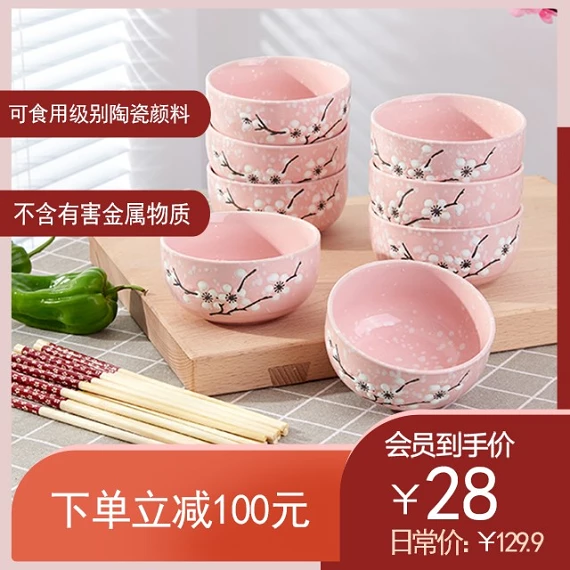 可食用级别陶瓷颜料
不含有害金属物质
下单立减100元
会员到手价
￥28
日常价：￥129.9